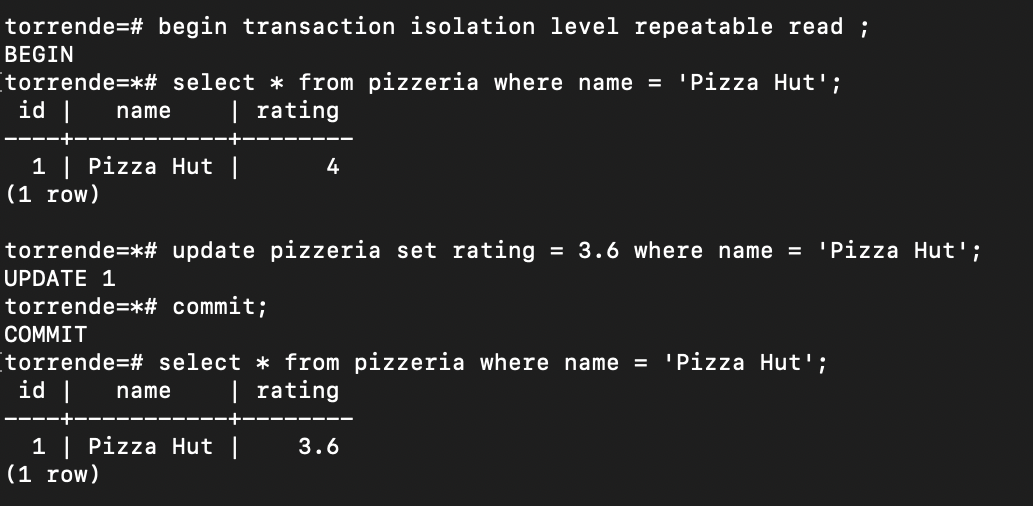 torrende=# begin transaction isolation level repeatable read ;
BEGIN
torrende=*# select * from pizzeria where name = 'Pizza Hut';
 id |   name    | rating
----+-----------+--------
  1 | Pizza Hut |      4
(1 row)

torrende=*# update pizzeria set rating = 3.6 where name = 'Pizza Hut';
UPDATE 1
torrende=*# commit;
COMMIT
torrende=# select * from pizzeria where name = 'Pizza Hut';
 id |   name    | rating
----+-----------+--------
  1 | Pizza Hut |    3.6
(1 row)